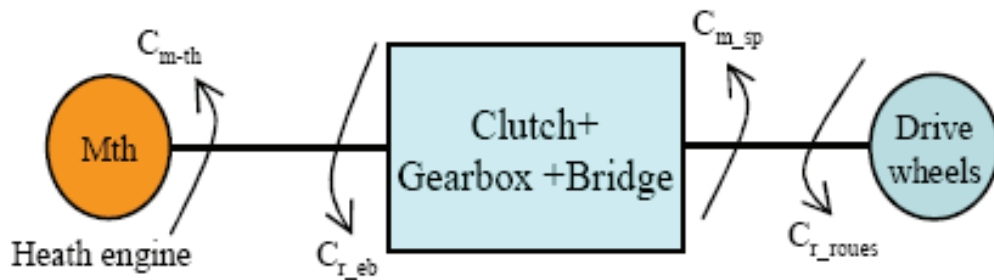 C_m-th
C_m_sp
Mth
Clutch+
Gearbox +Bridge
Drive
wheels
Heath engine
C_r_eb
C_r_roues